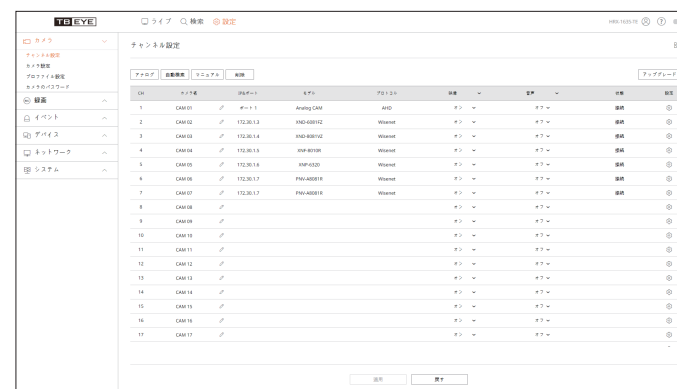 TB EYE
ライブ 検索 設定
MRX-1635-TE
カメラ
チャンネル設定
カメラ設定
プロファイル設定
カメラのパスワード
録画
イベント
デバイス
ネットワーク
システム
チャンネル設定
アナログ 自動検索 マニュアル 削除 アップグレード
CH カメラ名 IP&ポート モデル プロトコル 映像 音声 状態 設定
1 CAM 01 ポート 1 Analog CAM AHD オン オフ 接続
2 CAM 02 172.30.1.3 XND-6081FZ Wisenet オン オフ 接続
3 CAM 03 172.30.1.4 XND-8081VZ Wisenet オン オフ 接続
4 CAM 04 172.30.1.5 XNF-8010R Wisenet オン オフ 接続
5 CAM 05 172.30.1.6 XNP-6320 Wisenet オン オフ 接続
6 CAM 06 172.30.1.7 PNV-A8081R Wisenet オン オフ 接続
7 CAM 07 172.30.1.7 PNV-A8081R Wisenet オン オフ 接続
8 CAM 08 オン オフ
9 CAM 09 オン オフ
10 CAM 10 オン オフ
11 CAM 11 オン オフ
12 CAM 12 オン オフ
13 CAM 13 オン オフ
14 CAM 14 オン オフ
15 CAM 15 オン オフ
16 CAM 16 オン オフ
17 CAM 17 オン オフ
適用 戻す